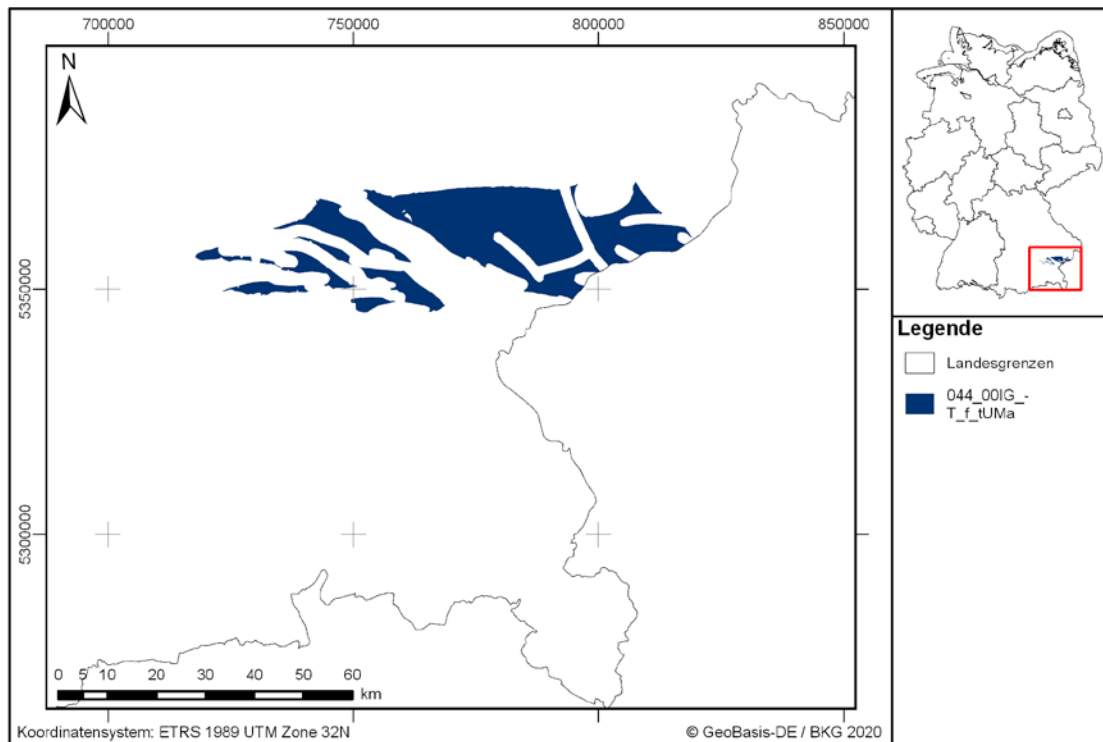 700000 750000 800000 850000
N
5350000
5300000
0 5 10 20 30 40 50 60
km
Koordinatensystem: ETRS 1989 UTM Zone 32N
© GeoBasis-DE / BKG 2020
Legende
Landesgrenzen
044_00IG_-
T_f_tUMa